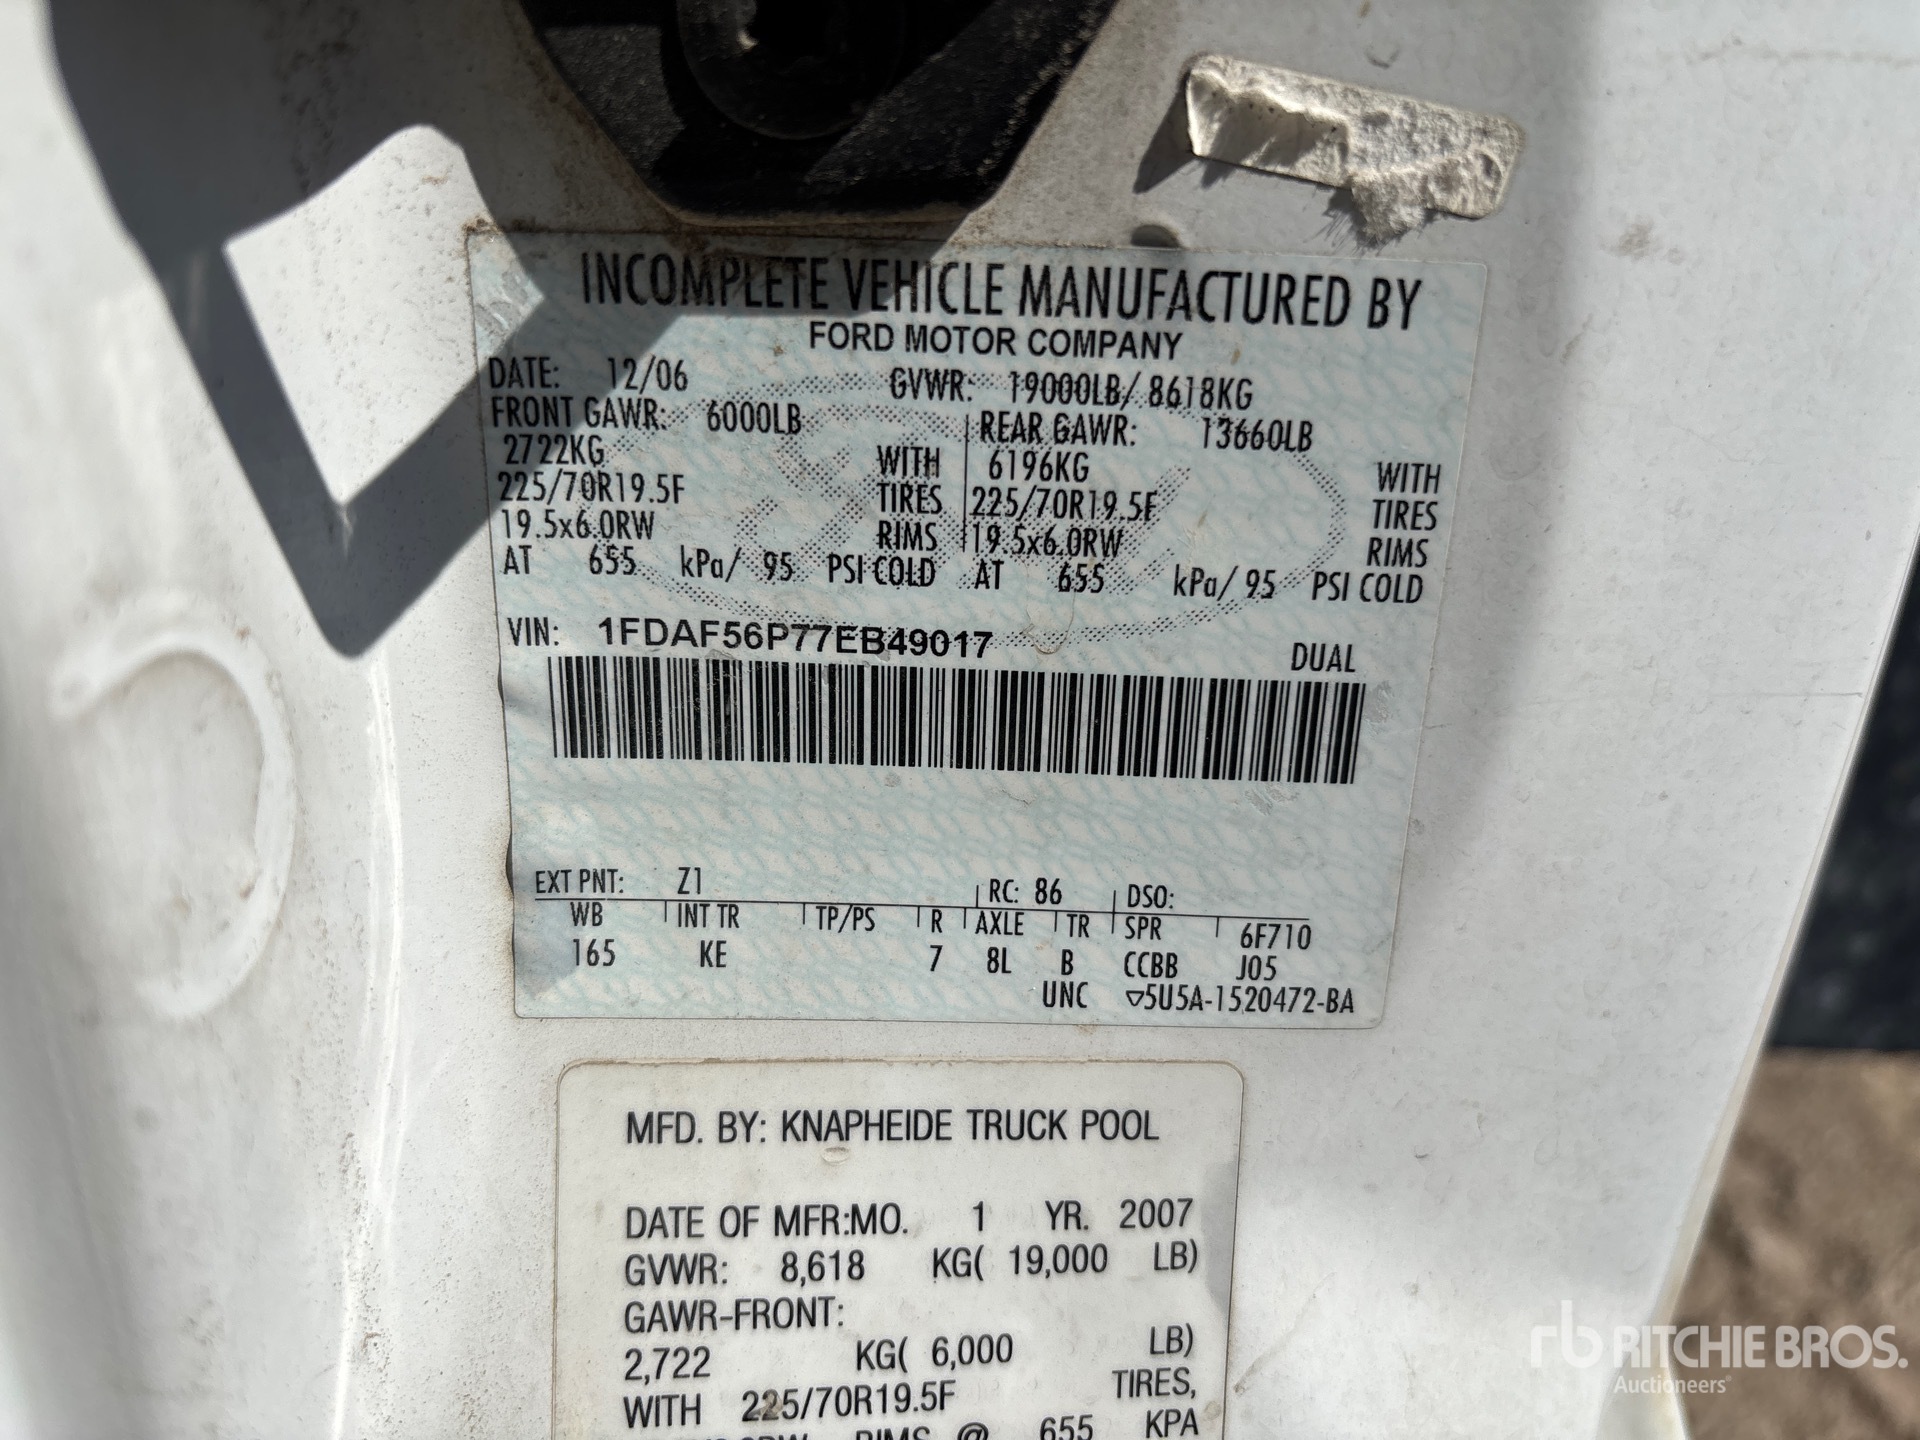 INCOMPLETE VEHICLE MANUFACTURED BY
FORD MOTOR COMPANY
DATE: 12/06 GVWR: 19000LB/ 8618KG
FRONT GAWR: 6000LB REAR GAWR: 13660LB
2722KG WITH 6196KG WITH
225/70R19.5F TIRES 225/70R19.5F TIRES
19.5x6.0RW RIMS 19.5x6.0RW RIMS
AT 655 kPa/ 95 PSI COLD AT 655 kPa/ 95 PSI COLD
VIN: 1FDAF56P77EB49017 DUAL
EXT PNT: Z1 RC: 86 DSO:
WB INT TR TP/PS R AXLE TR SPR 6F710
165 KE 7 8L B CCBB J05
UNC ▽5U5A-1520472-BA
MFD. BY: KNAPHEIDE TRUCK POOL
DATE OF MFR:MO. 1 YR. 2007
GVWR: 8,618 KG( 19,000 LB)
GAWR-FRONT:
2,722 KG( 6,000 LB)
WITH 225/70R19.5F TIRES,
RIMS @ 655 KPA
rb RITCHIE BROS.
Auctioneers